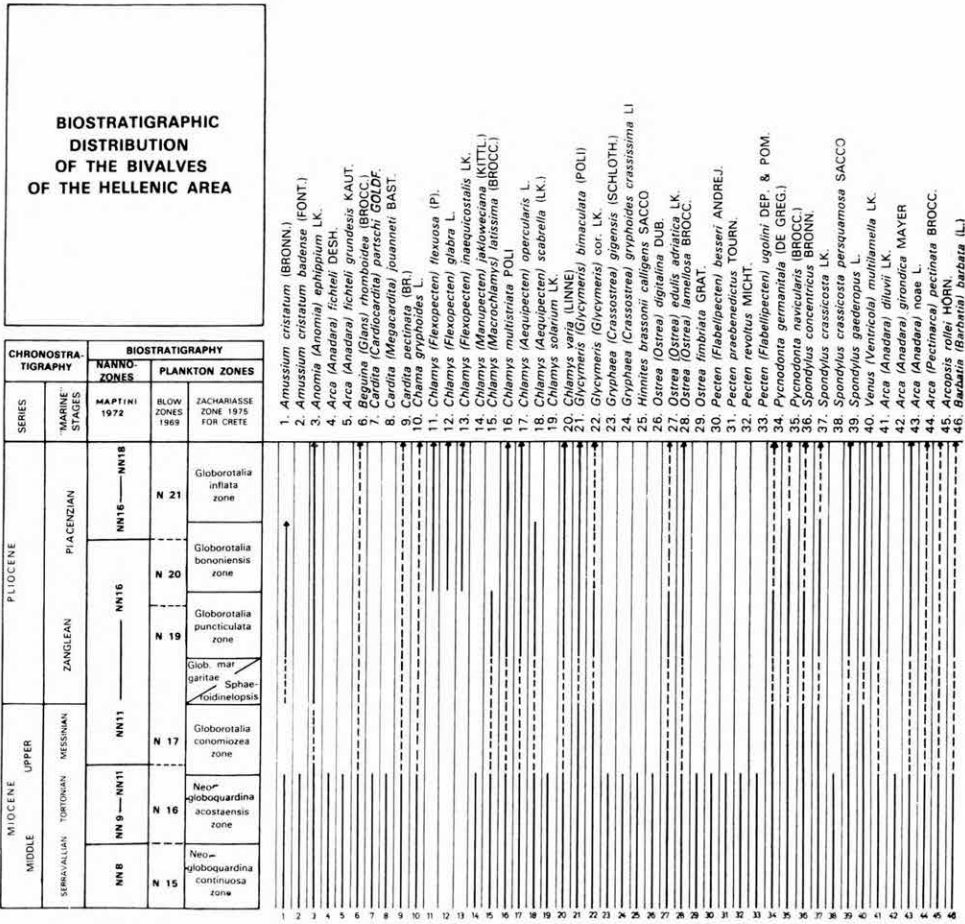 BIOSTRATIGRAPHIC
DISTRIBUTION
OF THE BIVALVES
OF THE HELLENIC AREA
CHRONOSTRA-
TIGRAPHY
BIOSTRATIGRAPHY
NANNO-
ZONES
PLANKTON ZONES
SERIES
"MARINE"
STAGES
MAPTINI
1972
BLOW
ZONES
1969
ZACHARIASSE
ZONE 1975
FOR CRETE
PLIOCENE
PIACENZIAN
NN16 — NN18
N 21
Globorotalia
inflata
zone
N 20
Globorotalia
bononiensis
zone
ZANGLEAN
NN16
N 19
Globorotalia
puncticulata
zone
Glob. mar
garitae
Sphae-
roidinelopsis
MIOCENE
UPPER
MESSINIAN
NN11
N 17
Globorotalia
conomiozea
zone
MIDDLE
TORTONIAN
NN 9 — NN11
N 16
Neo-
globoquardina
acostaensis
zone
SERRAVALLIAN
NN 8
N 15
Neo-
globoquardina
continuosa
zone
1. Amussium cristatum (BRONN.)
2. Amussium cristatum badense (FONT.)
3. Anomia (Anomia) ephippium LK.
4. Arca (Anadara) fichteli DESH.
5. Arca (Anadara) fichteli grundesis KAUT.
6. Beguina (Glans) rhomboidea (BROCC.)
7. Cardita (Cardiocardita) partschi GOLDF.
8. Cardita (Megacardita) jouanneti BAST.
9. Cardita pectinata (BR.)
10. Chama gryphoides L.
11. Chlamys (Flexopecten) flexuosa (P).
12. Chlamys (Flexopecten) glabra L.
13. Chlamys (Flexopecten) inaequicostalis LK.
14. Chlamys (Manupecten) jakloweciana (KITTL.)
15. Chlamys (Macrochlamys) latissima (BROCC.)
16. Chlamys multistriata POLI
17. Chlamys (Aequipecten) opercularis L.
18. Chlamys (Aequipecten) scabrella (LK.)
19. Chlamys solarium LK.
20. Chlamys varia (LINNE)
21. Glycymeris (Glycymeris) bimaculata (POLI)
22. Glycymeris (Glycymeris) cor. LK.
23. Gryphaea (Crassostrea) gigensis (SCHLOTH.)
24. Gryphaea (Crassostrea) gryphoides crassissima LI
25. Hinnites brassonii calligens SACCO
26. Ostrea (Ostrea) digitalina DUB.
27. Ostrea (Ostrea) edulis adriatica LK.
28. Ostrea (Ostrea) lamellosa BROCC.
29. Ostrea fimbriata GRAT.
30. Pecten (Flabellpecten) besseri ANDREJ.
31. Pecten praebenedictus TOURN.
32. Pecten revolutus MICHT.
33. Pecten (Flabellipecten) ugolini DEP. & POM.
34. Pycnodonta germanitala (DE GREG.)
35. Pycnodonta navicularis (BROCC.)
36. Spondylus concentricus BRONN.
37. Spondylus crassicosta LK.
38. Spondylus crassicosta persquamosa SACCO
39. Spondylus gaederopus L.
40. Venus (Ventricola) multilamella LK.
41. Arca (Anadara) diluvii LK.
42. Arca (Anadara) girondica MAYER
43. Arca (Anadara) noae L.
44. Arca (Pectinarca) pectinata BROCC.
45. Arcopsis rollei HÖRN.
46. Barbatia (Barbatia) barbata (L.)
1 2 3 4 5 6 7 8 9 10 11 12 13 14 15 16 17 18 19 20 21 22 23 24 25 26 27 28 29 30 31 32 33 34 35 36 37 38 39 40 41 42 43 44 45 46